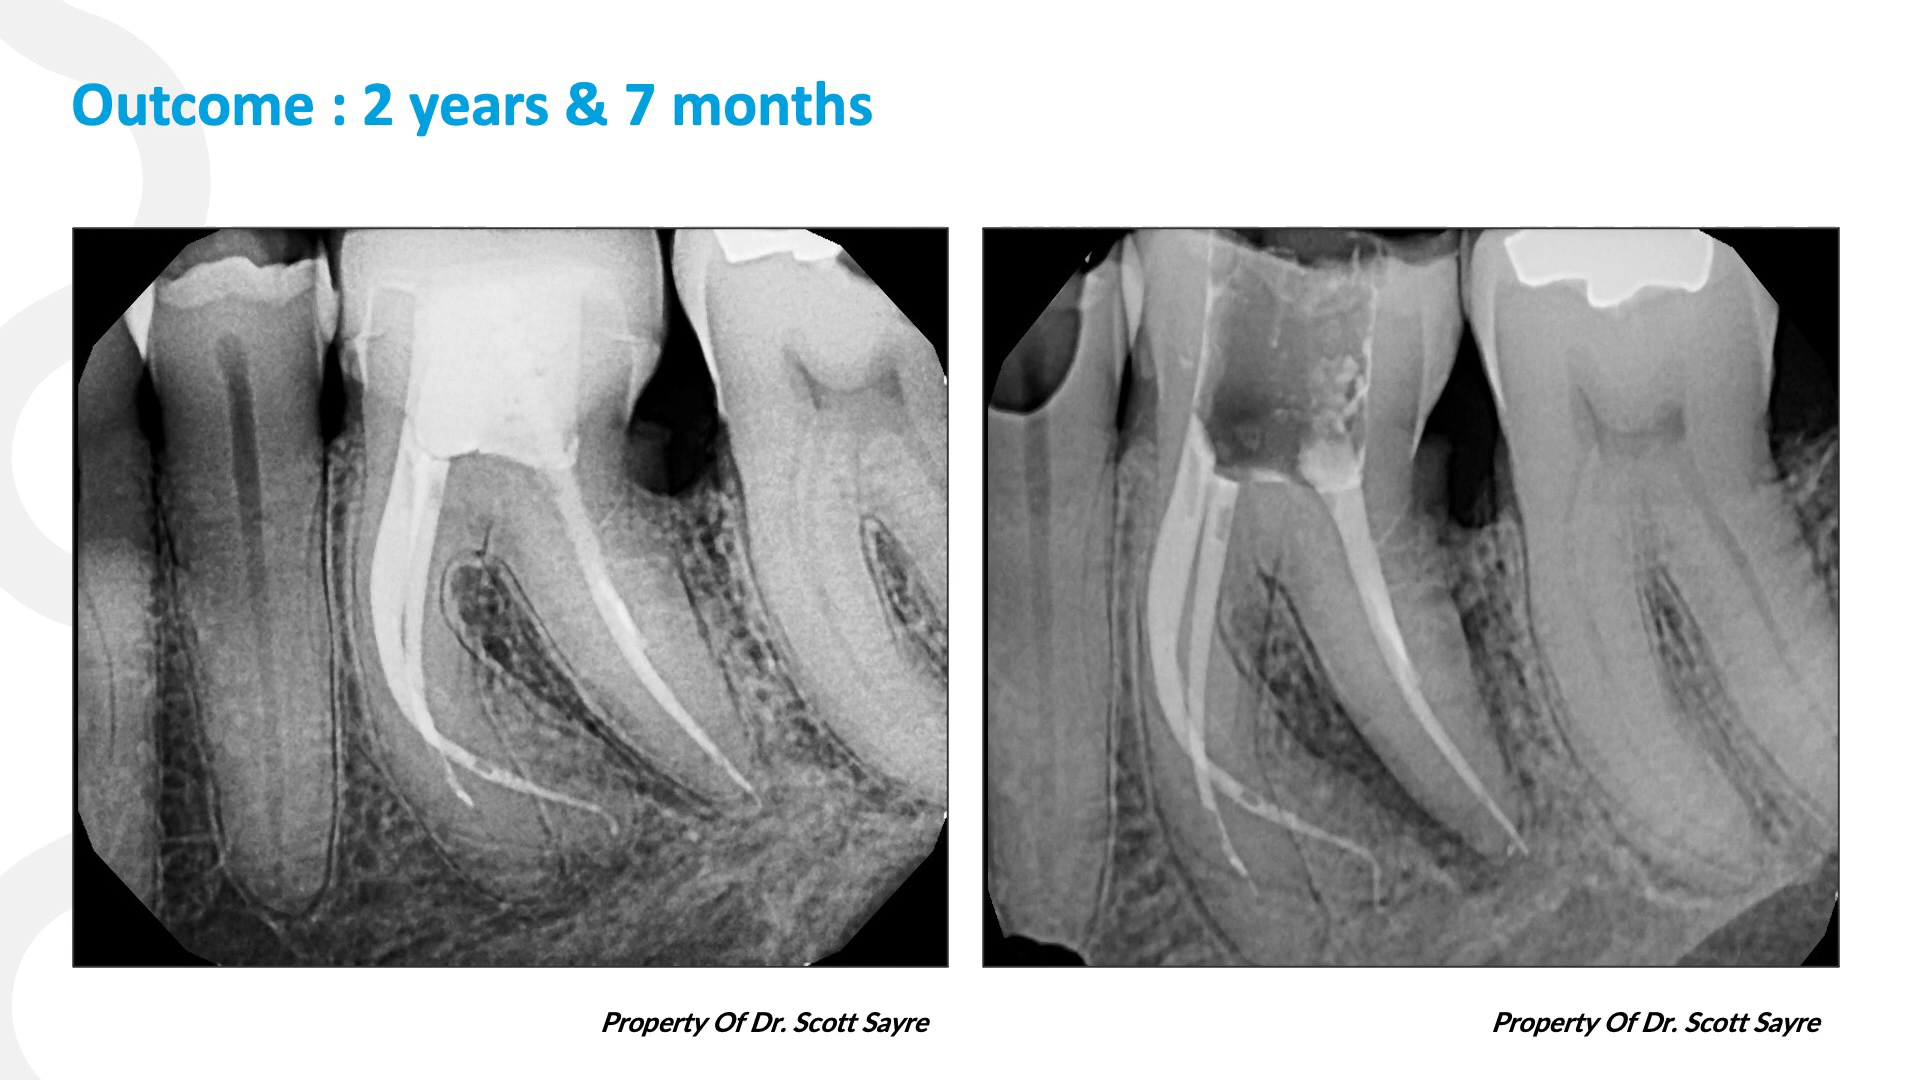 Outcome : 2 years & 7 months
Property Of Dr. Scott Sayre
Property Of Dr. Scott Sayre